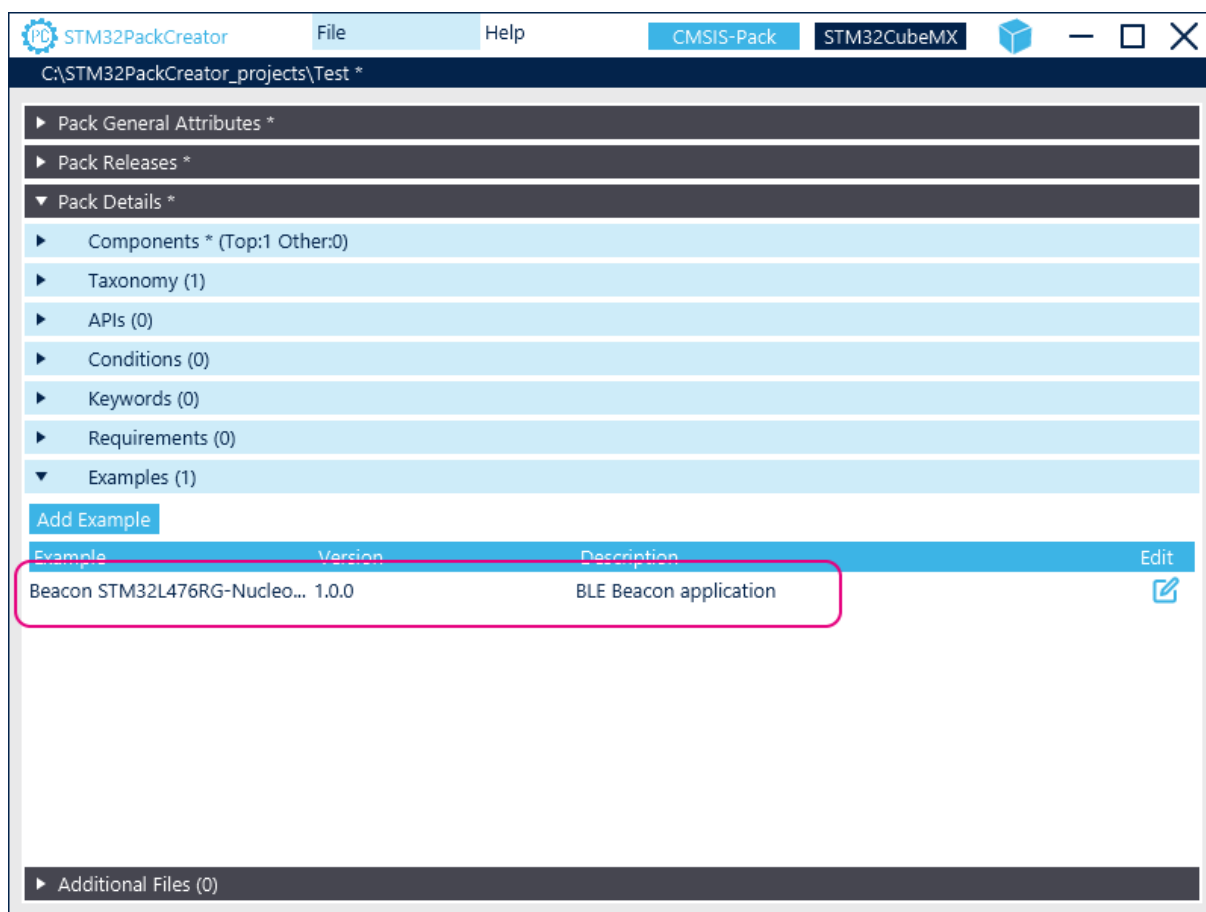 STM32PackCreator File Help CMSIS-Pack STM32CubeMX
C:\STM32PackCreator_projects\Test *
Pack General Attributes *
Pack Releases *
Pack Details *
Components * (Top:1 Other:0)
Taxonomy (1)
APIs (0)
Conditions (0)
Keywords (0)
Requirements (0)
Examples (1)
Add Example
Example Version Description Edit
Beacon STM32L476RG-Nucleo... 1.0.0 BLE Beacon application
Additional Files (0)